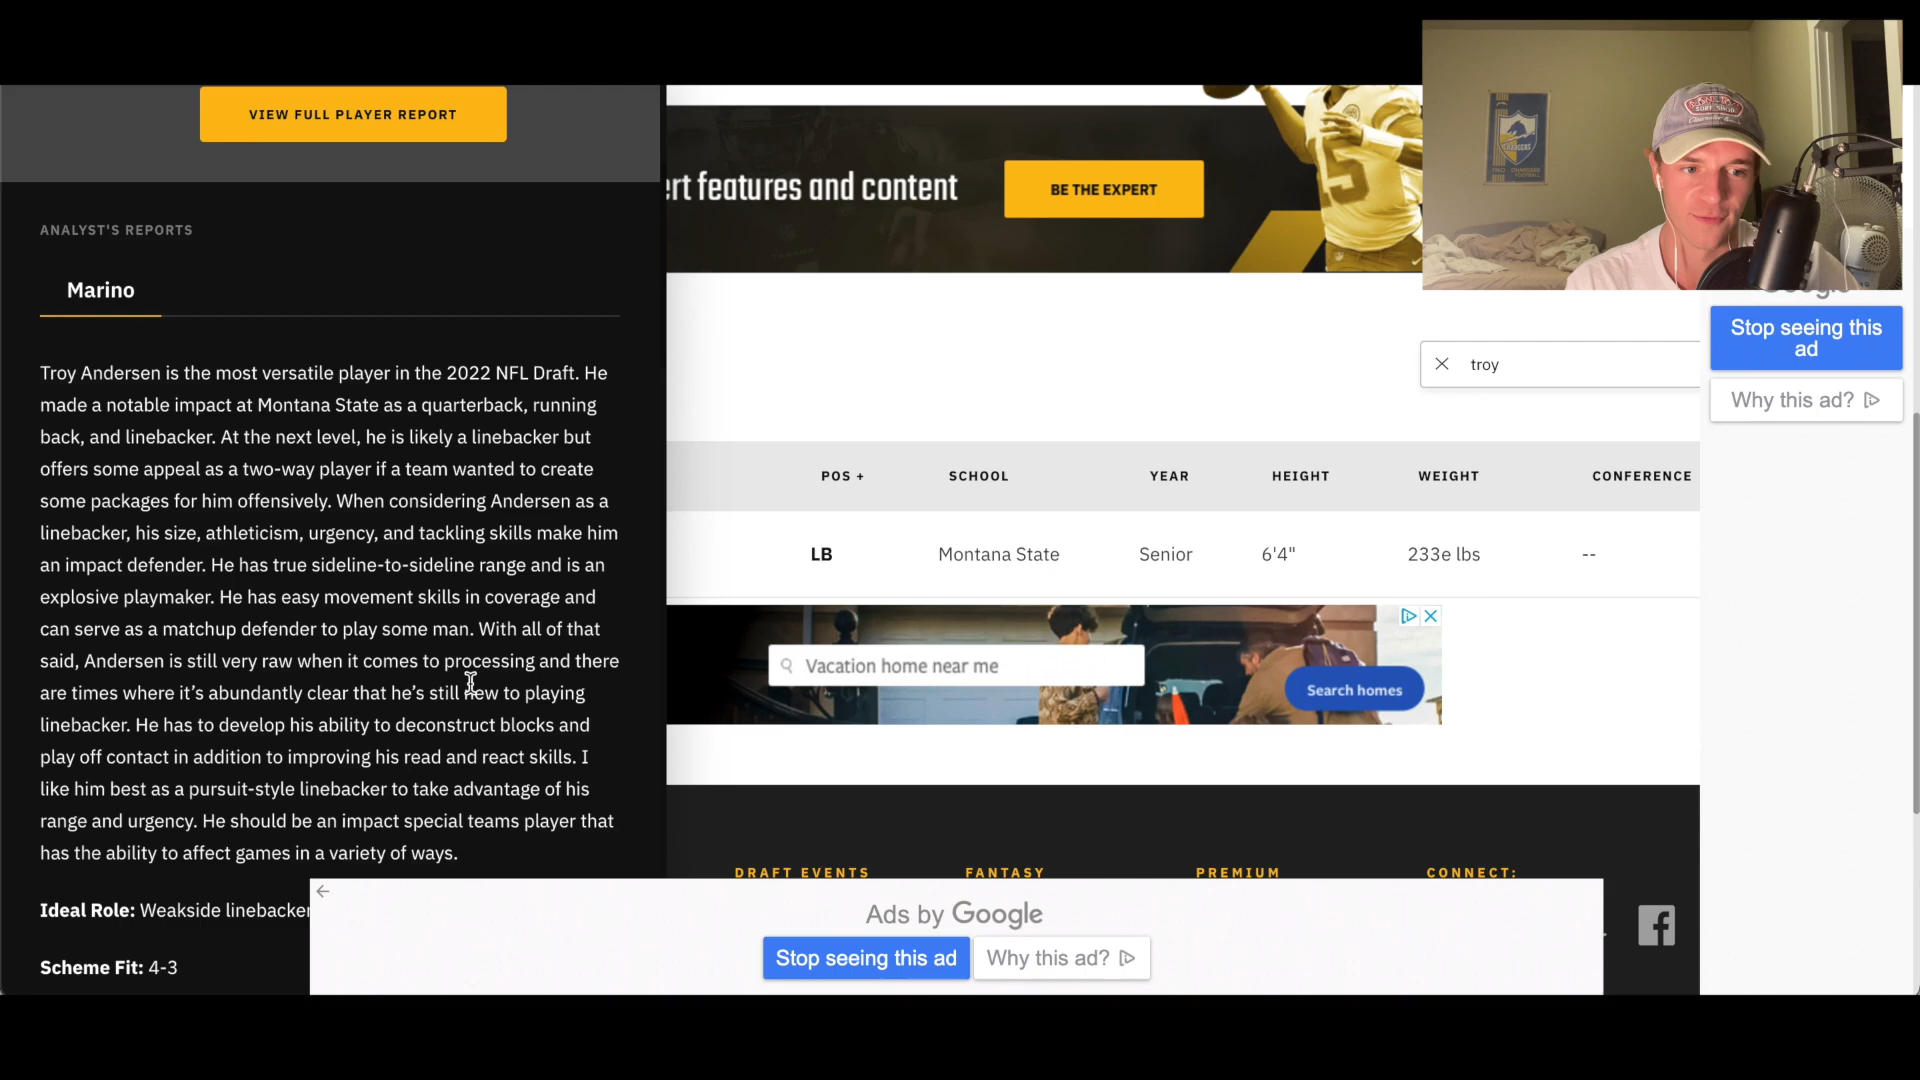 VIEW FULL PLAYER REPORT
ANALYST'S REPORTS
Marino
Troy Andersen is the most versatile player in the 2022 NFL Draft. He
made a notable impact at Montana State as a quarterback, running
back, and linebacker. At the next level, he is likely a linebacker but
offers some appeal as a two-way player if a team wanted to create
some packages for him offensively. When considering Andersen as a
linebacker, his size, athleticism, urgency, and tackling skills make him
an impact defender. He has true sideline-to-sideline range and is an
explosive playmaker. He has easy movement skills in coverage and
can serve as a matchup defender to play some man. With all of that
said, Andersen is still very raw when it comes to processing and there
are times where it’s abundantly clear that he’s still new to playing
linebacker. He has to develop his ability to deconstruct blocks and
play off contact in addition to improving his read and react skills. I
like him best as a pursuit-style linebacker to take advantage of his
range and urgency. He should be an impact special teams player that
has the ability to affect games in a variety of ways.
Ideal Role: Weakside linebacker
Scheme Fit: 4-3
ert features and content
BE THE EXPERT
15
CHARGERS
Stop seeing this
ad
Why this ad?
troy
POS + SCHOOL YEAR HEIGHT WEIGHT CONFERENCE
LB Montana State Senior 6'4" 233e lbs --
Vacation home near me
Search homes
DRAFT EVENTS FANTASY PREMIUM CONNECT:
Ads by Google
Stop seeing this ad
Why this ad?